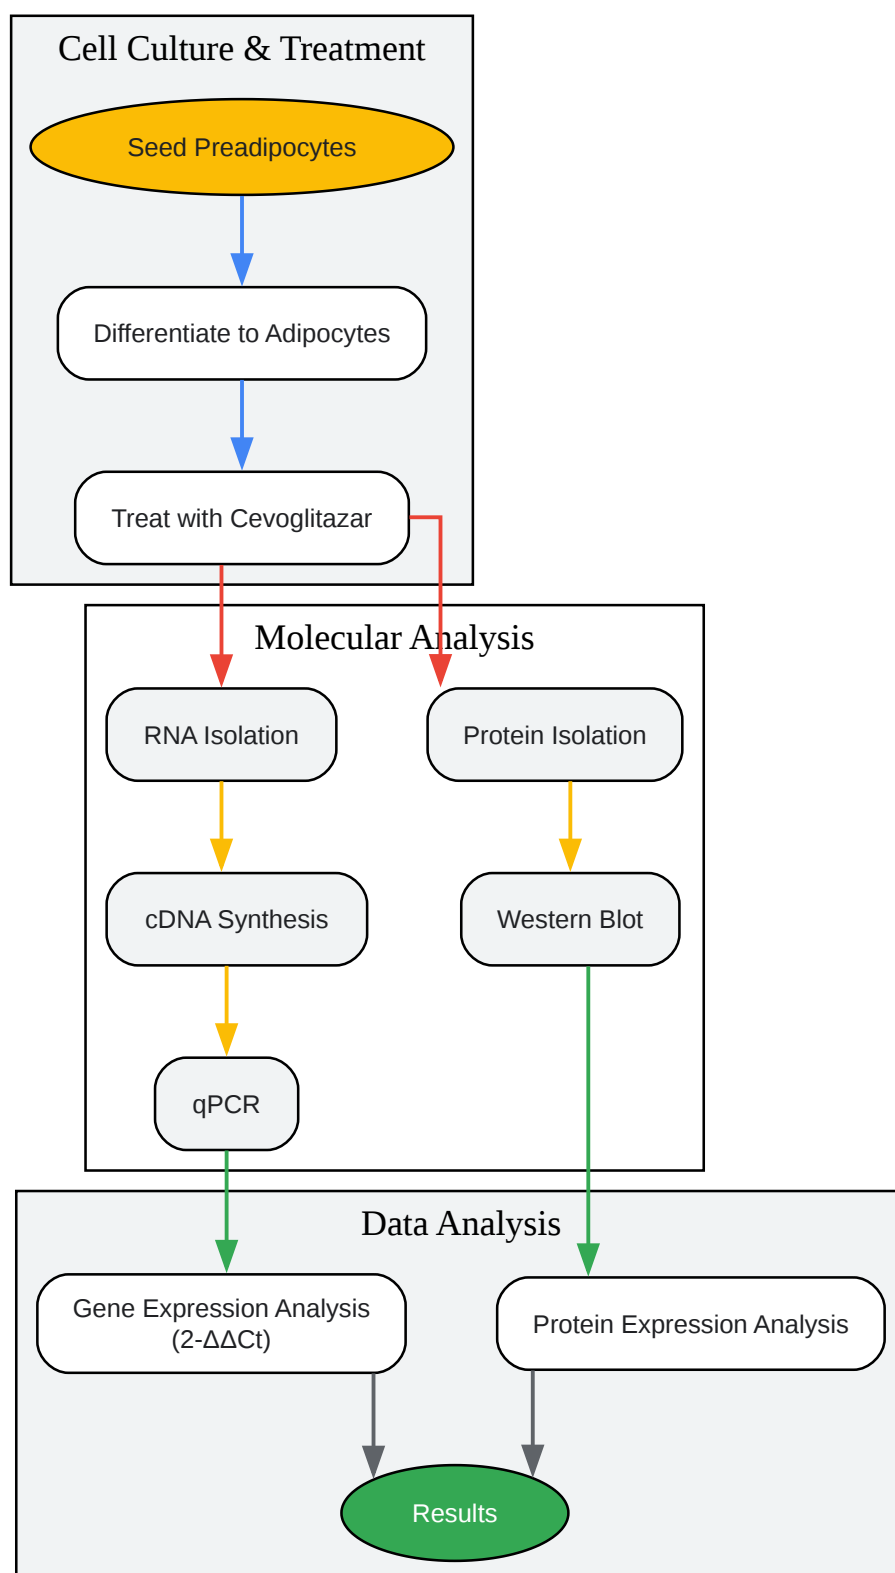 Cell Culture & Treatment
Seed Preadipocytes
Differentiate to Adipocytes
Treat with Cevoglitazar
Molecular Analysis
RNA Isolation
Protein Isolation
cDNA Synthesis
Western Blot
qPCR
Data Analysis
Gene Expression Analysis
(2-ΔΔCt)
Protein Expression Analysis
Results